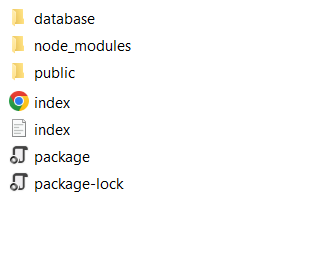 database
node_modules
public
index
index
package
package-lock